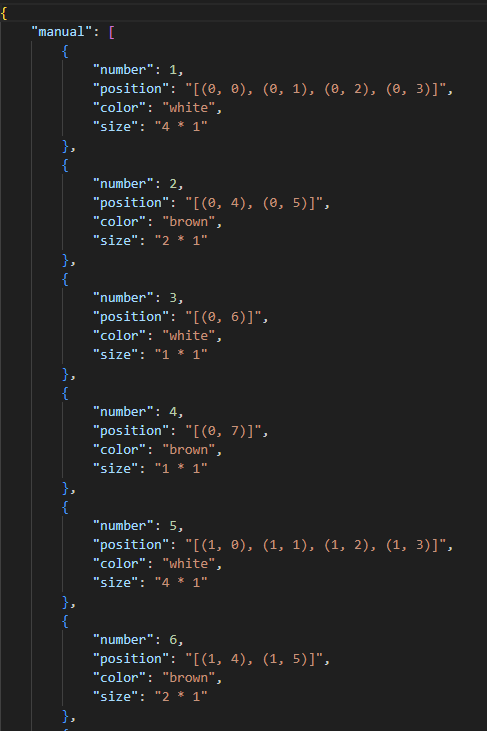 {
"manual": [
{
"number": 1,
"position": "[(0, 0), (0, 1), (0, 2), (0, 3)]",
"color": "white",
"size": "4 * 1"
},
{
"number": 2,
"position": "[(0, 4), (0, 5)]",
"color": "brown",
"size": "2 * 1"
},
{
"number": 3,
"position": "[(0, 6)]",
"color": "white",
"size": "1 * 1"
},
{
"number": 4,
"position": "[(0, 7)]",
"color": "brown",
"size": "1 * 1"
},
{
"number": 5,
"position": "[(1, 0), (1, 1), (1, 2), (1, 3)]",
"color": "white",
"size": "4 * 1"
},
{
"number": 6,
"position": "[(1, 4), (1, 5)]",
"color": "brown",
"size": "2 * 1"
},
{